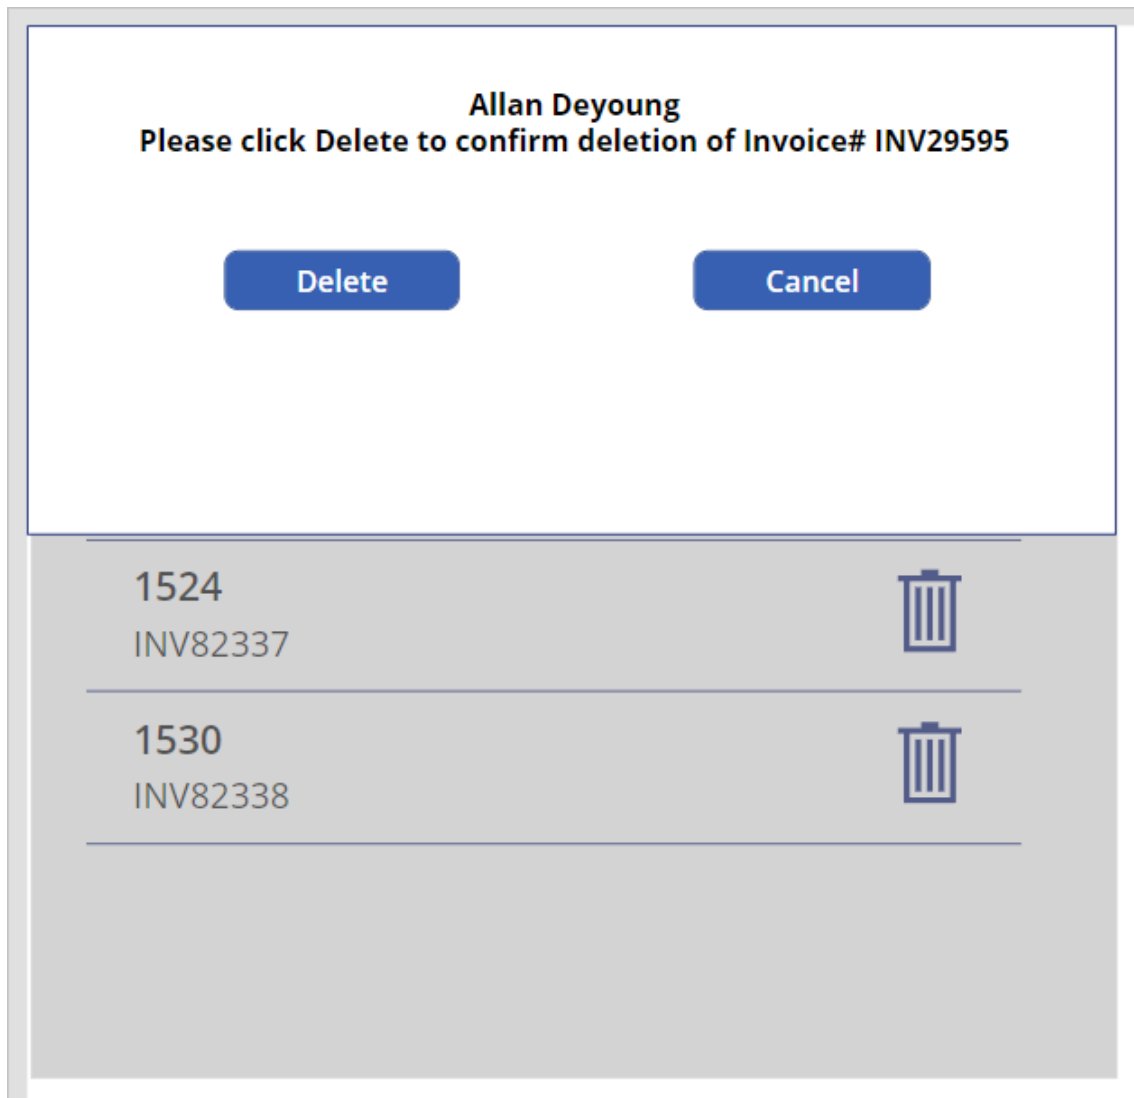 Allan Deyoung
Please click Delete to confirm deletion of Invoice# INV29595
Delete
Cancel
1524
INV82337
1530
INV82338